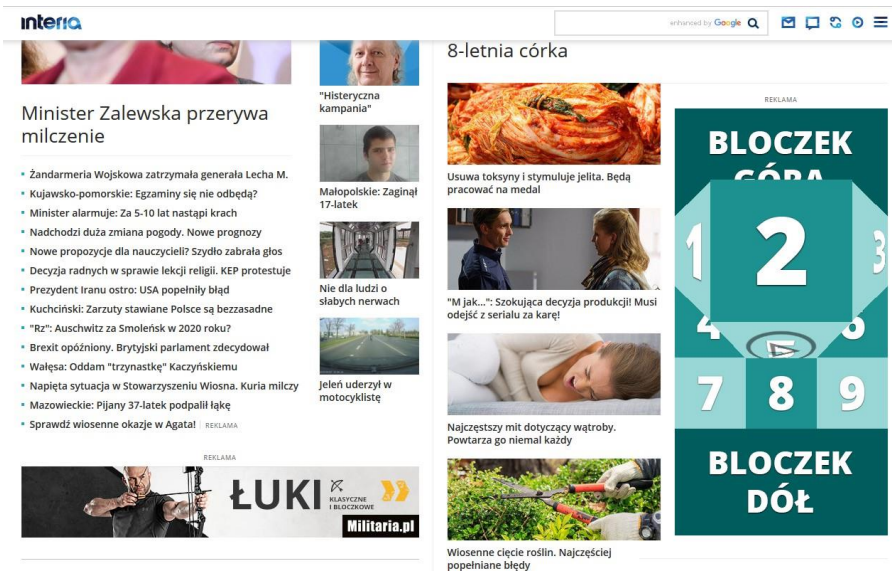 interia
enhanced by Google
Minister Zalewska przerywa
milczenie
Żandarmeria Wojskowa zatrzymała generała Lecha M.
Kujawsko-pomorskie: Egzaminy się nie odbędą?
Minister alarmuje: Za 5-10 lat nastąpi krach
Nadchodzi duża zmiana pogody. Nowe prognozy
Nowe propozycje dla nauczycieli? Szydło zabrała głos
Decyzja radnych w sprawie lekcji religii. KEP protestuje
Prezydent Iranu ostro: USA popełniły błąd
Kuchciński: Zarzuty stawiane Polsce są bezzasadne
"Rz": Auschwitz za Smoleńsk w 2020 roku?
Brexit opóźniony. Brytyjski parlament zdecydował
Wałęsa: Oddam "trzynastkę" Kaczyńskiemu
Napięta sytuacja w Stowarzyszeniu Wiosna. Kuria milczy
Mazowieckie: Pijany 37-latek podpalił łąkę
Sprawdź wiosenne okazje w Agata! REKLAMA
REKLAMA
ŁUKI
KLASYCZNE
I BLOCZKOWE
Militaria.pl
"Histeryczna
kampania"
Małopolskie: Zaginął
17-latek
Nie dla ludzi o
słabych nerwach
Jeleń uderzył w
motocyklistę
8-letnia córka
Usuwa toksyny i stymuluje jelita. Będą
pracować na medal
"M jak...": Szokująca decyzja produkcji! Musi
odejść z serialu za karę!
Najczęstszy mit dotyczący wątroby.
Powtarza go niemal każdy
Wiosenne cięcie roślin. Najczęściej
popełniane błędy
REKLAMA
BLOCZEK
GÓRA
1 2 3
4 6
7 8 9
BLOCZEK
DÓŁ